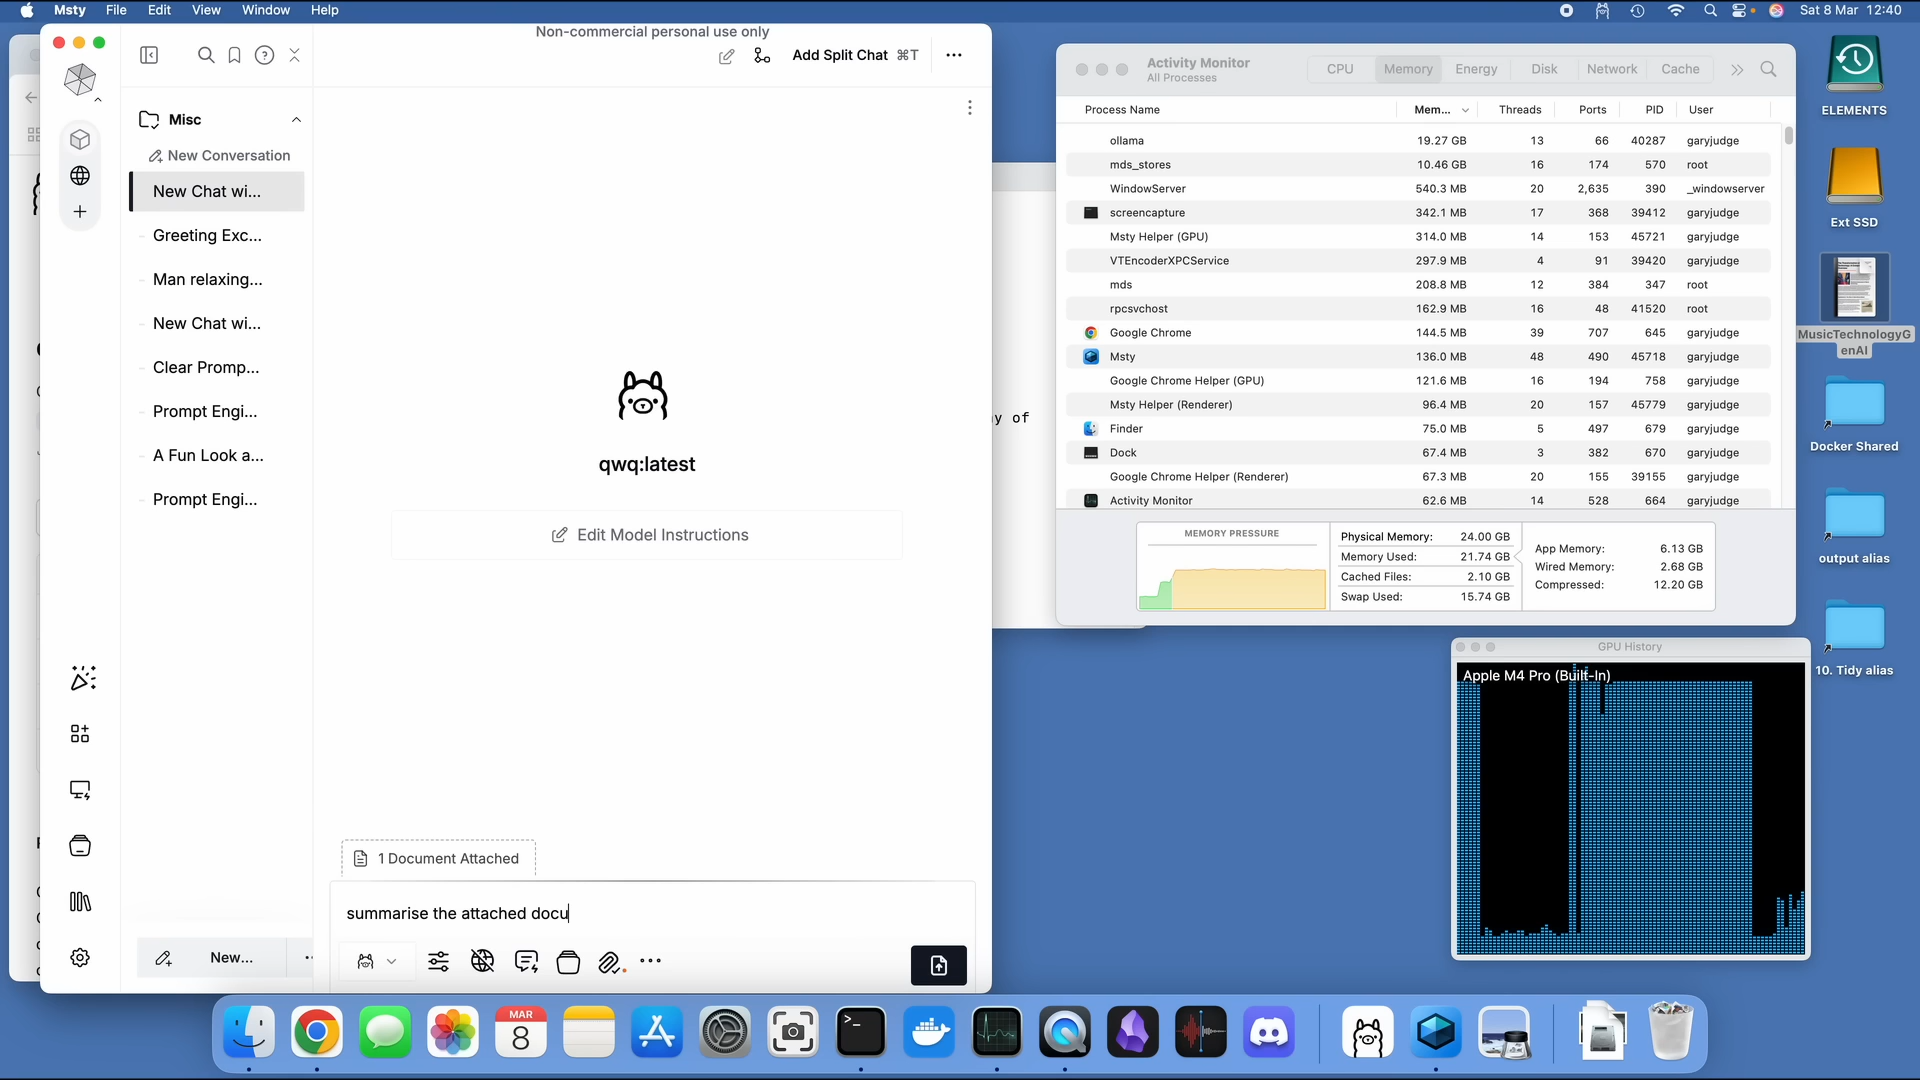 Msty File Edit View Window Help
Sat 8 Mar 12:40
Non-commercial personal use only
Add Split Chat ⌘T
Misc
New Conversation
New Chat wi...
Greeting Exc...
Man relaxing...
New Chat wi...
Clear Promp...
Prompt Engi...
A Fun Look a...
Prompt Engi...
New...
qwq:latest
Edit Model Instructions
1 Document Attached
summarise the attached docu
y of
Activity Monitor
All Processes
CPU Memory Energy Disk Network Cache
Process Name Mem... Threads Ports PID User
ollama 19.27 GB 13 66 40287 garyjudge
mds_stores 10.46 GB 16 174 570 root
WindowServer 540.3 MB 20 2,635 390 _windowserver
screencapture 342.1 MB 17 368 39412 garyjudge
Msty Helper (GPU) 314.0 MB 14 153 45721 garyjudge
VTEncoderXPCService 297.9 MB 4 91 39420 garyjudge
mds 208.8 MB 12 384 347 root
rpcsvchost 162.9 MB 16 48 41520 root
Google Chrome 144.5 MB 39 707 645 garyjudge
Msty 136.0 MB 48 490 45718 garyjudge
Google Chrome Helper (GPU) 121.6 MB 16 194 758 garyjudge
Msty Helper (Renderer) 96.4 MB 20 157 45779 garyjudge
Finder 75.0 MB 5 497 679 garyjudge
Dock 67.4 MB 3 382 670 garyjudge
Google Chrome Helper (Renderer) 67.3 MB 20 155 39155 garyjudge
Activity Monitor 62.6 MB 14 528 664 garyjudge
MEMORY PRESSURE
Physical Memory: 24.00 GB
Memory Used: 21.74 GB
Cached Files: 2.10 GB
Swap Used: 15.74 GB
App Memory: 6.13 GB
Wired Memory: 2.68 GB
Compressed: 12.20 GB
GPU History
Apple M4 Pro (Built-In)
ELEMENTS
Ext SSD
MusicTechnologyG
enAI
Docker Shared
output alias
10. Tidy alias
MAR
8